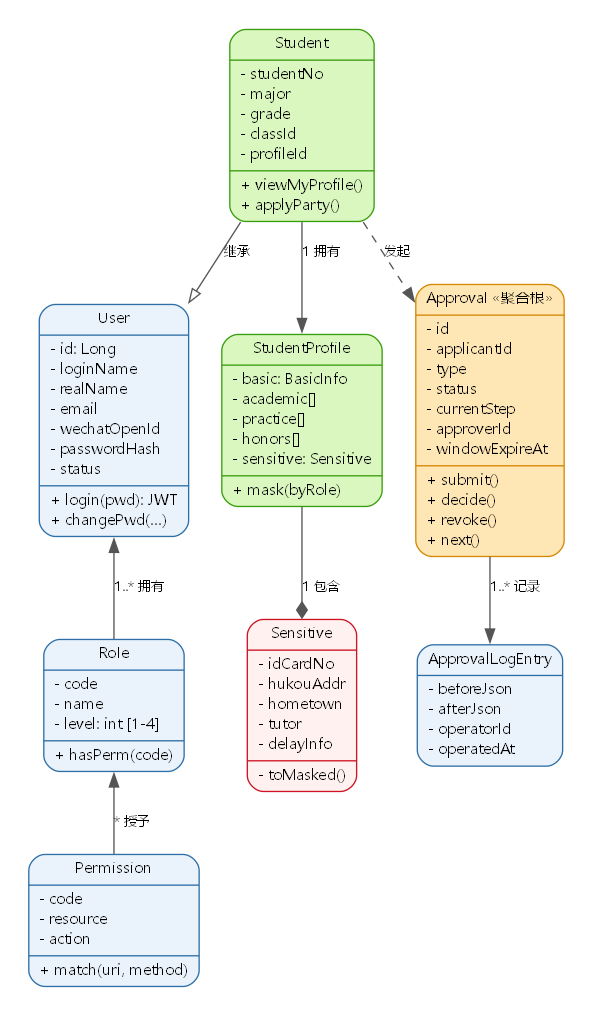 Student
- studentNo
- major
- grade
- classId
- profileId
+ viewMyProfile()
+ applyParty()
继承
1 拥有
发起
User
- id: Long
- loginName
- realName
- email
- wechatOpenId
- passwordHash
- status
+ login(pwd): JWT
+ changePwd(...)
StudentProfile
- basic: BasicInfo
- academic[]
- practice[]
- honors[]
- sensitive: Sensitive
+ mask(byRole)
Approval «聚合根»
- id
- applicantId
- type
- status
- currentStep
- approverId
- windowExpireAt
+ submit()
+ decide()
+ revoke()
+ next()
1..* 拥有
1 包含
1..* 记录
Role
- code
- name
- level: int [1-4]
+ hasPerm(code)
Sensitive
- idCardNo
- hukouAddr
- hometown
- tutor
- delayInfo
- toMasked()
ApprovalLogEntry
- beforeJson
- afterJson
- operatorId
- operatedAt
* 授予
Permission
- code
- resource
- action
+ match(uri, method)